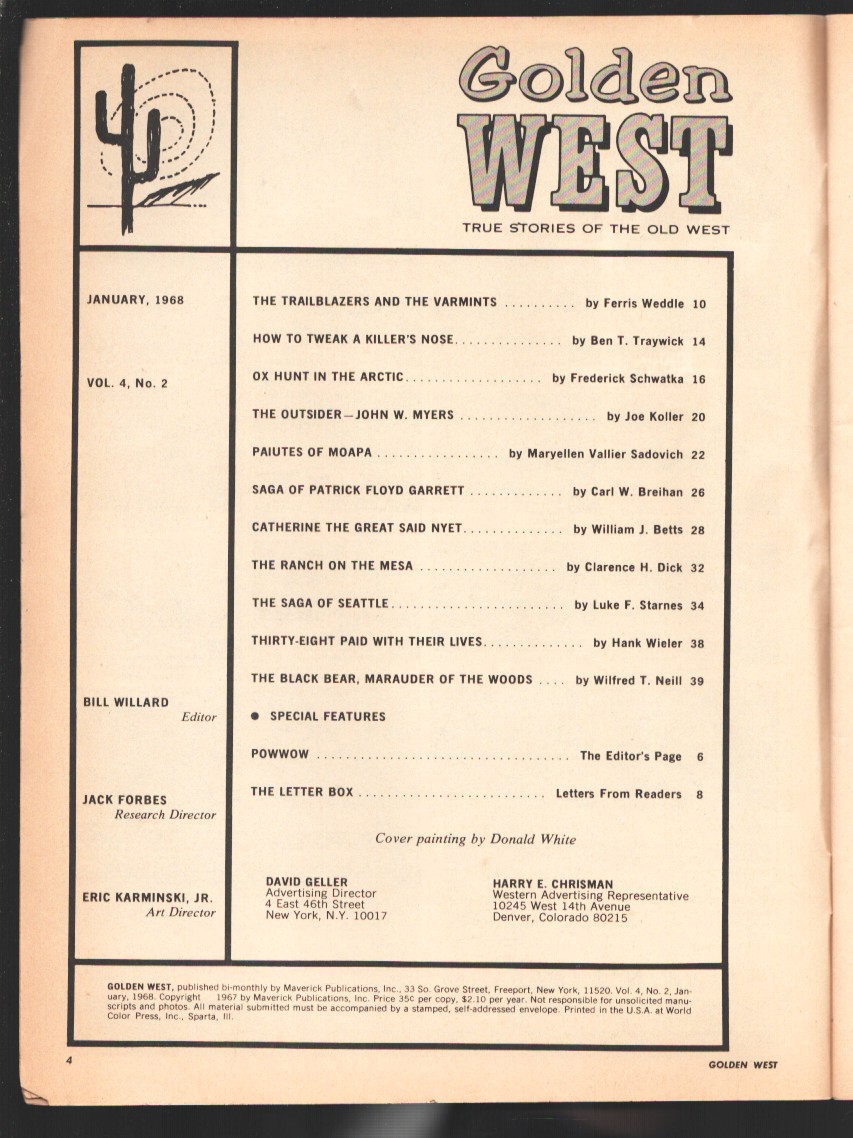 Golden
WEST
TRUE STORIES OF THE OLD WEST
JANUARY, 1968
VOL. 4, No. 2
THE TRAILBLAZERS AND THE VARMINTS .......... by Ferris Weddle 10
HOW TO TWEAK A KILLER'S NOSE............... by Ben T. Traywick 14
OX HUNT IN THE ARCTIC................... by Frederick Schwatka 16
THE OUTSIDER—JOHN W. MYERS ................... by Joe Koller 20
PAIUTES OF MOAPA ................. by Maryellen Vallier Sadovich 22
SAGA OF PATRICK FLOYD GARRETT ............. by Carl W. Breihan 26
CATHERINE THE GREAT SAID NYET.............. by William J. Betts 28
THE RANCH ON THE MESA ................... by Clarence H. Dick 32
THE SAGA OF SEATTLE........................ by Luke F. Starnes 34
THIRTY-EIGHT PAID WITH THEIR LIVES.............. by Hank Wieler 38
THE BLACK BEAR, MARAUDER OF THE WOODS .... by Wilfred T. Neill 39
● SPECIAL FEATURES
POWWOW .................................. The Editor's Page 6
THE LETTER BOX ......................... Letters From Readers 8
Cover painting by Donald White
BILL WILLARD
Editor
JACK FORBES
Research Director
ERIC KARMINSKI, JR.
Art Director
DAVID GELLER
Advertising Director
4 East 46th Street
New York, N.Y. 10017
HARRY E. CHRISMAN
Western Advertising Representative
10245 West 14th Avenue
Denver, Colorado 80215
GOLDEN WEST, published bi-monthly by Maverick Publications, Inc., 33 So. Grove Street, Freeport, New York, 11520. Vol. 4, No. 2, Jan-
uary, 1968. Copyright 1967 by Maverick Publications, Inc. Price 35¢ per copy, $2.10 per year. Not responsible for unsolicited manu-
scripts and photos. All material submitted must be accompanied by a stamped, self-addressed envelope. Printed in the U.S.A. at World
Color Press, Inc., Sparta, Ill.
4
GOLDEN WEST